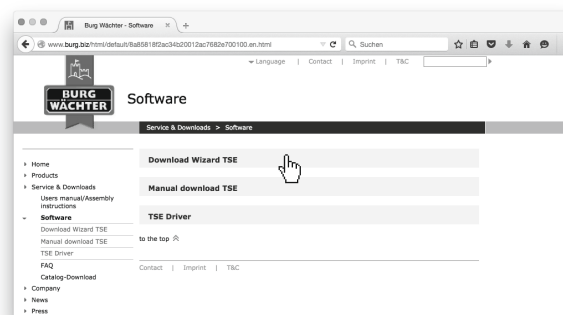 Burg Wächter - Software
www.burg.biz/html/default/8a85818f2ac34b20012ac7682e700100.en.html
Suchen
Language | Contact | Imprint | T&C
BURG
WÄCHTER
Software
Service & Downloads > Software
Home
Products
Service & Downloads
Users manual/Assembly
instructions
Software
Download Wizard TSE
Manual download TSE
TSE Driver
FAQ
Catalog-Download
Company
News
Press
Download Wizard TSE
Manual download TSE
TSE Driver
to the top
Contact | Imprint | T&C